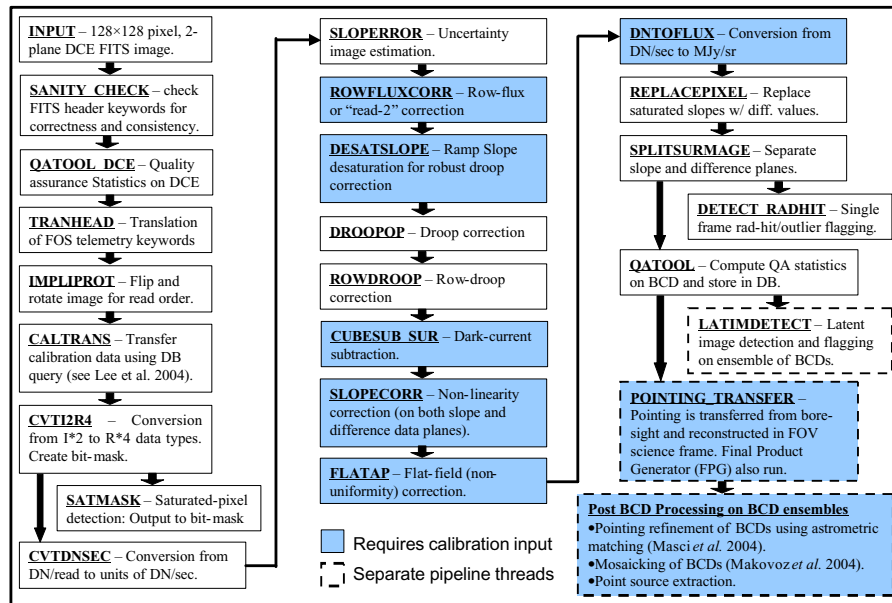 INPUT – 128×128 pixel, 2-
plane DCE FITS image.
SANITY_CHECK – check
FITS header keywords for
correctness and consistency.
QATOOL_DCE – Quality
assurance Statistics on DCE
TRANHEAD – Translation
of FOS telemetry keywords
IMPLIPROT – Flip and
rotate image for read order.
CALTRANS – Transfer
calibration data using DB
query (see Lee et al. 2004).
CVTI2R4 – Conversion
from I*2 to R*4 data types.
Create bit-mask.
SATMASK – Saturated-pixel
detection: Output to bit-mask
CVTDNSEC – Conversion from
DN/read to units of DN/sec.
SLOPERROR – Uncertainty
image estimation.
ROWFLUXCORR – Row-flux
or “read-2” correction
DESATSLOPE – Ramp Slope
desaturation for robust droop
correction
DROOPOP – Droop correction
ROWDROOP – Row-droop
correction
CUBESUB_SUR – Dark-current
subtraction.
SLOPECORR – Non-linearity
correction (on both slope and
difference data planes).
FLATAP – Flat-field (non-
uniformity) correction.
Requires calibration input
Separate pipeline threads
DNTOFLUX – Conversion from
DN/sec to MJy/sr
REPLACEPIXEL – Replace
saturated slopes w/ diff. values.
SPLITSURMAGE – Separate
slope and difference planes.
DETECT_RADHIT – Single
frame rad-hit/outlier flagging.
QATOOL – Compute QA statistics
on BCD and store in DB.
LATIMDETECT – Latent
image detection and flagging
on ensemble of BCDs.
POINTING_TRANSFER –
Pointing is transferred from bore-
sight and reconstructed in FOV
science frame. Final Product
Generator (FPG) also run.
Post BCD Processing on BCD ensembles
•Pointing refinement of BCDs using astrometric
matching (Masci et al. 2004).
•Mosaicking of BCDs (Makovoz et al. 2004).
•Point source extraction.